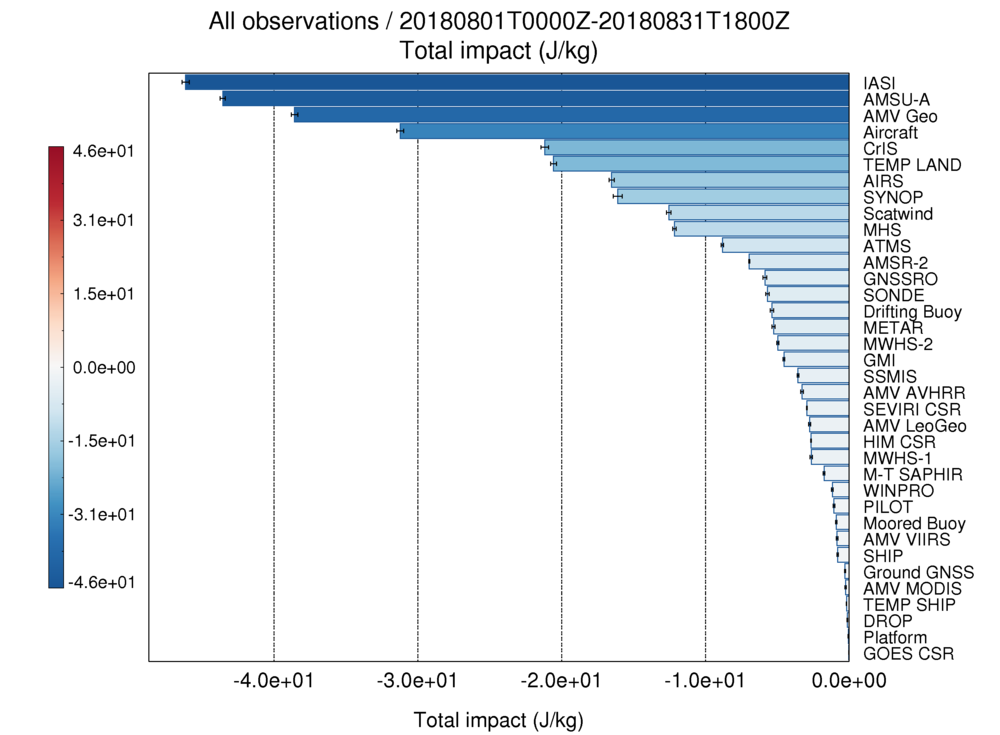 All observations / 20180801T0000Z-20180831T1800Z
Total impact (J/kg)
4.6e+01
3.1e+01
1.5e+01
0.0e+00
-1.5e+01
-3.1e+01
-4.6e+01
IASI
AMSU-A
AMV Geo
Aircraft
CrIS
TEMP LAND
AIRS
SYNOP
Scatwind
MHS
ATMS
AMSR-2
GNSSRO
SONDE
Drifting Buoy
METAR
MWHS-2
GMI
SSMIS
AMV AVHRR
SEVIRI CSR
AMV LeoGeo
HIM CSR
MWHS-1
M-T SAPHIR
WINPRO
PILOT
Moored Buoy
AMV VIIRS
SHIP
Ground GNSS
AMV MODIS
TEMP SHIP
DROP
Platform
GOES CSR
-4.0e+01 -3.0e+01 -2.0e+01 -1.0e+01 0.0e+00
Total impact (J/kg)